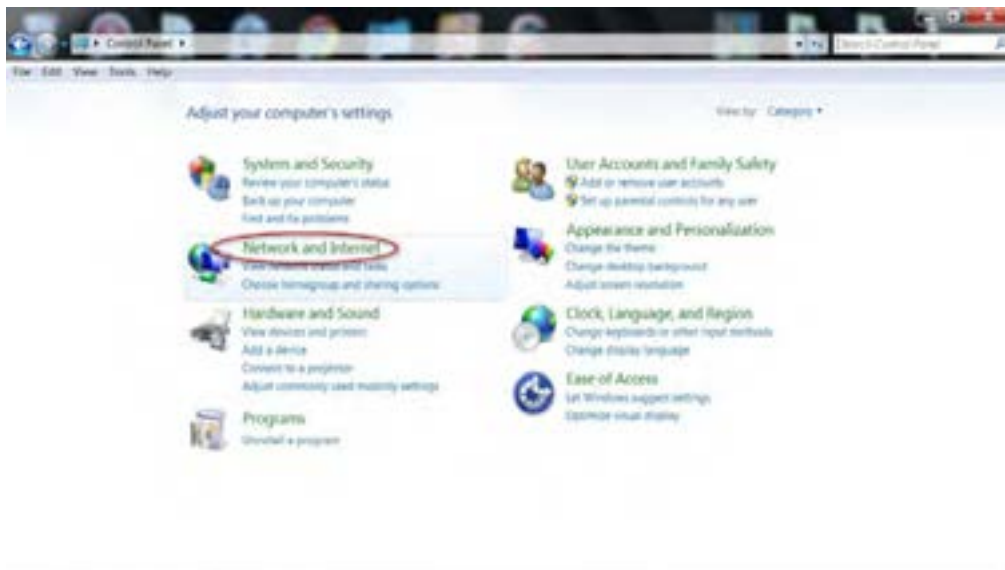 Control Panel
Search Control Panel
File Edit View Tools Help
Adjust your computer's settings
View by: Category
System and Security
Review your computer's status
Back up your computer
Find and fix problems
Network and Internet
View network status and tasks
Choose homegroup and sharing options
Hardware and Sound
View devices and printers
Add a device
Connect to a projector
Adjust commonly used mobility settings
Programs
Uninstall a program
User Accounts and Family Safety
Add or remove user accounts
Set up parental controls for any user
Appearance and Personalization
Change the theme
Change desktop background
Adjust screen resolution
Clock, Language, and Region
Change keyboards or other input methods
Change display language
Ease of Access
Let Windows suggest settings
Optimize visual display